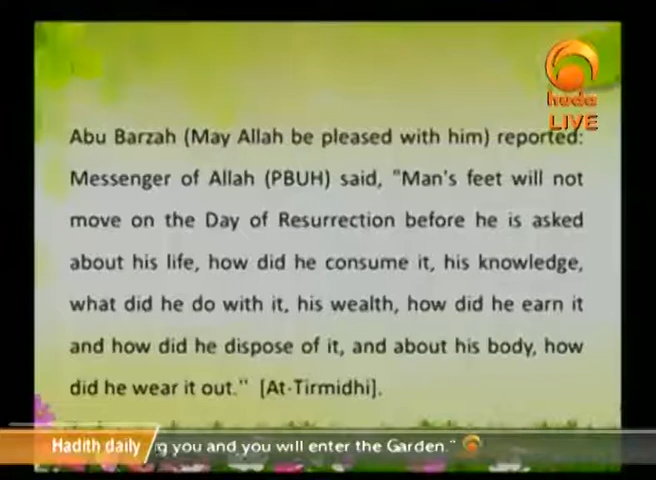 huda
LIVE
Abu Barzah (May Allah be pleased with him) reported:
Messenger of Allah (PBUH) said, "Man's feet will not
move on the Day of Resurrection before he is asked
about his life, how did he consume it, his knowledge,
what did he do with it, his wealth, how did he earn it
and how did he dispose of it, and about his body, how
did he wear it out." [At-Tirmidhi].
Hadith daily
g you and you will enter the Garden."